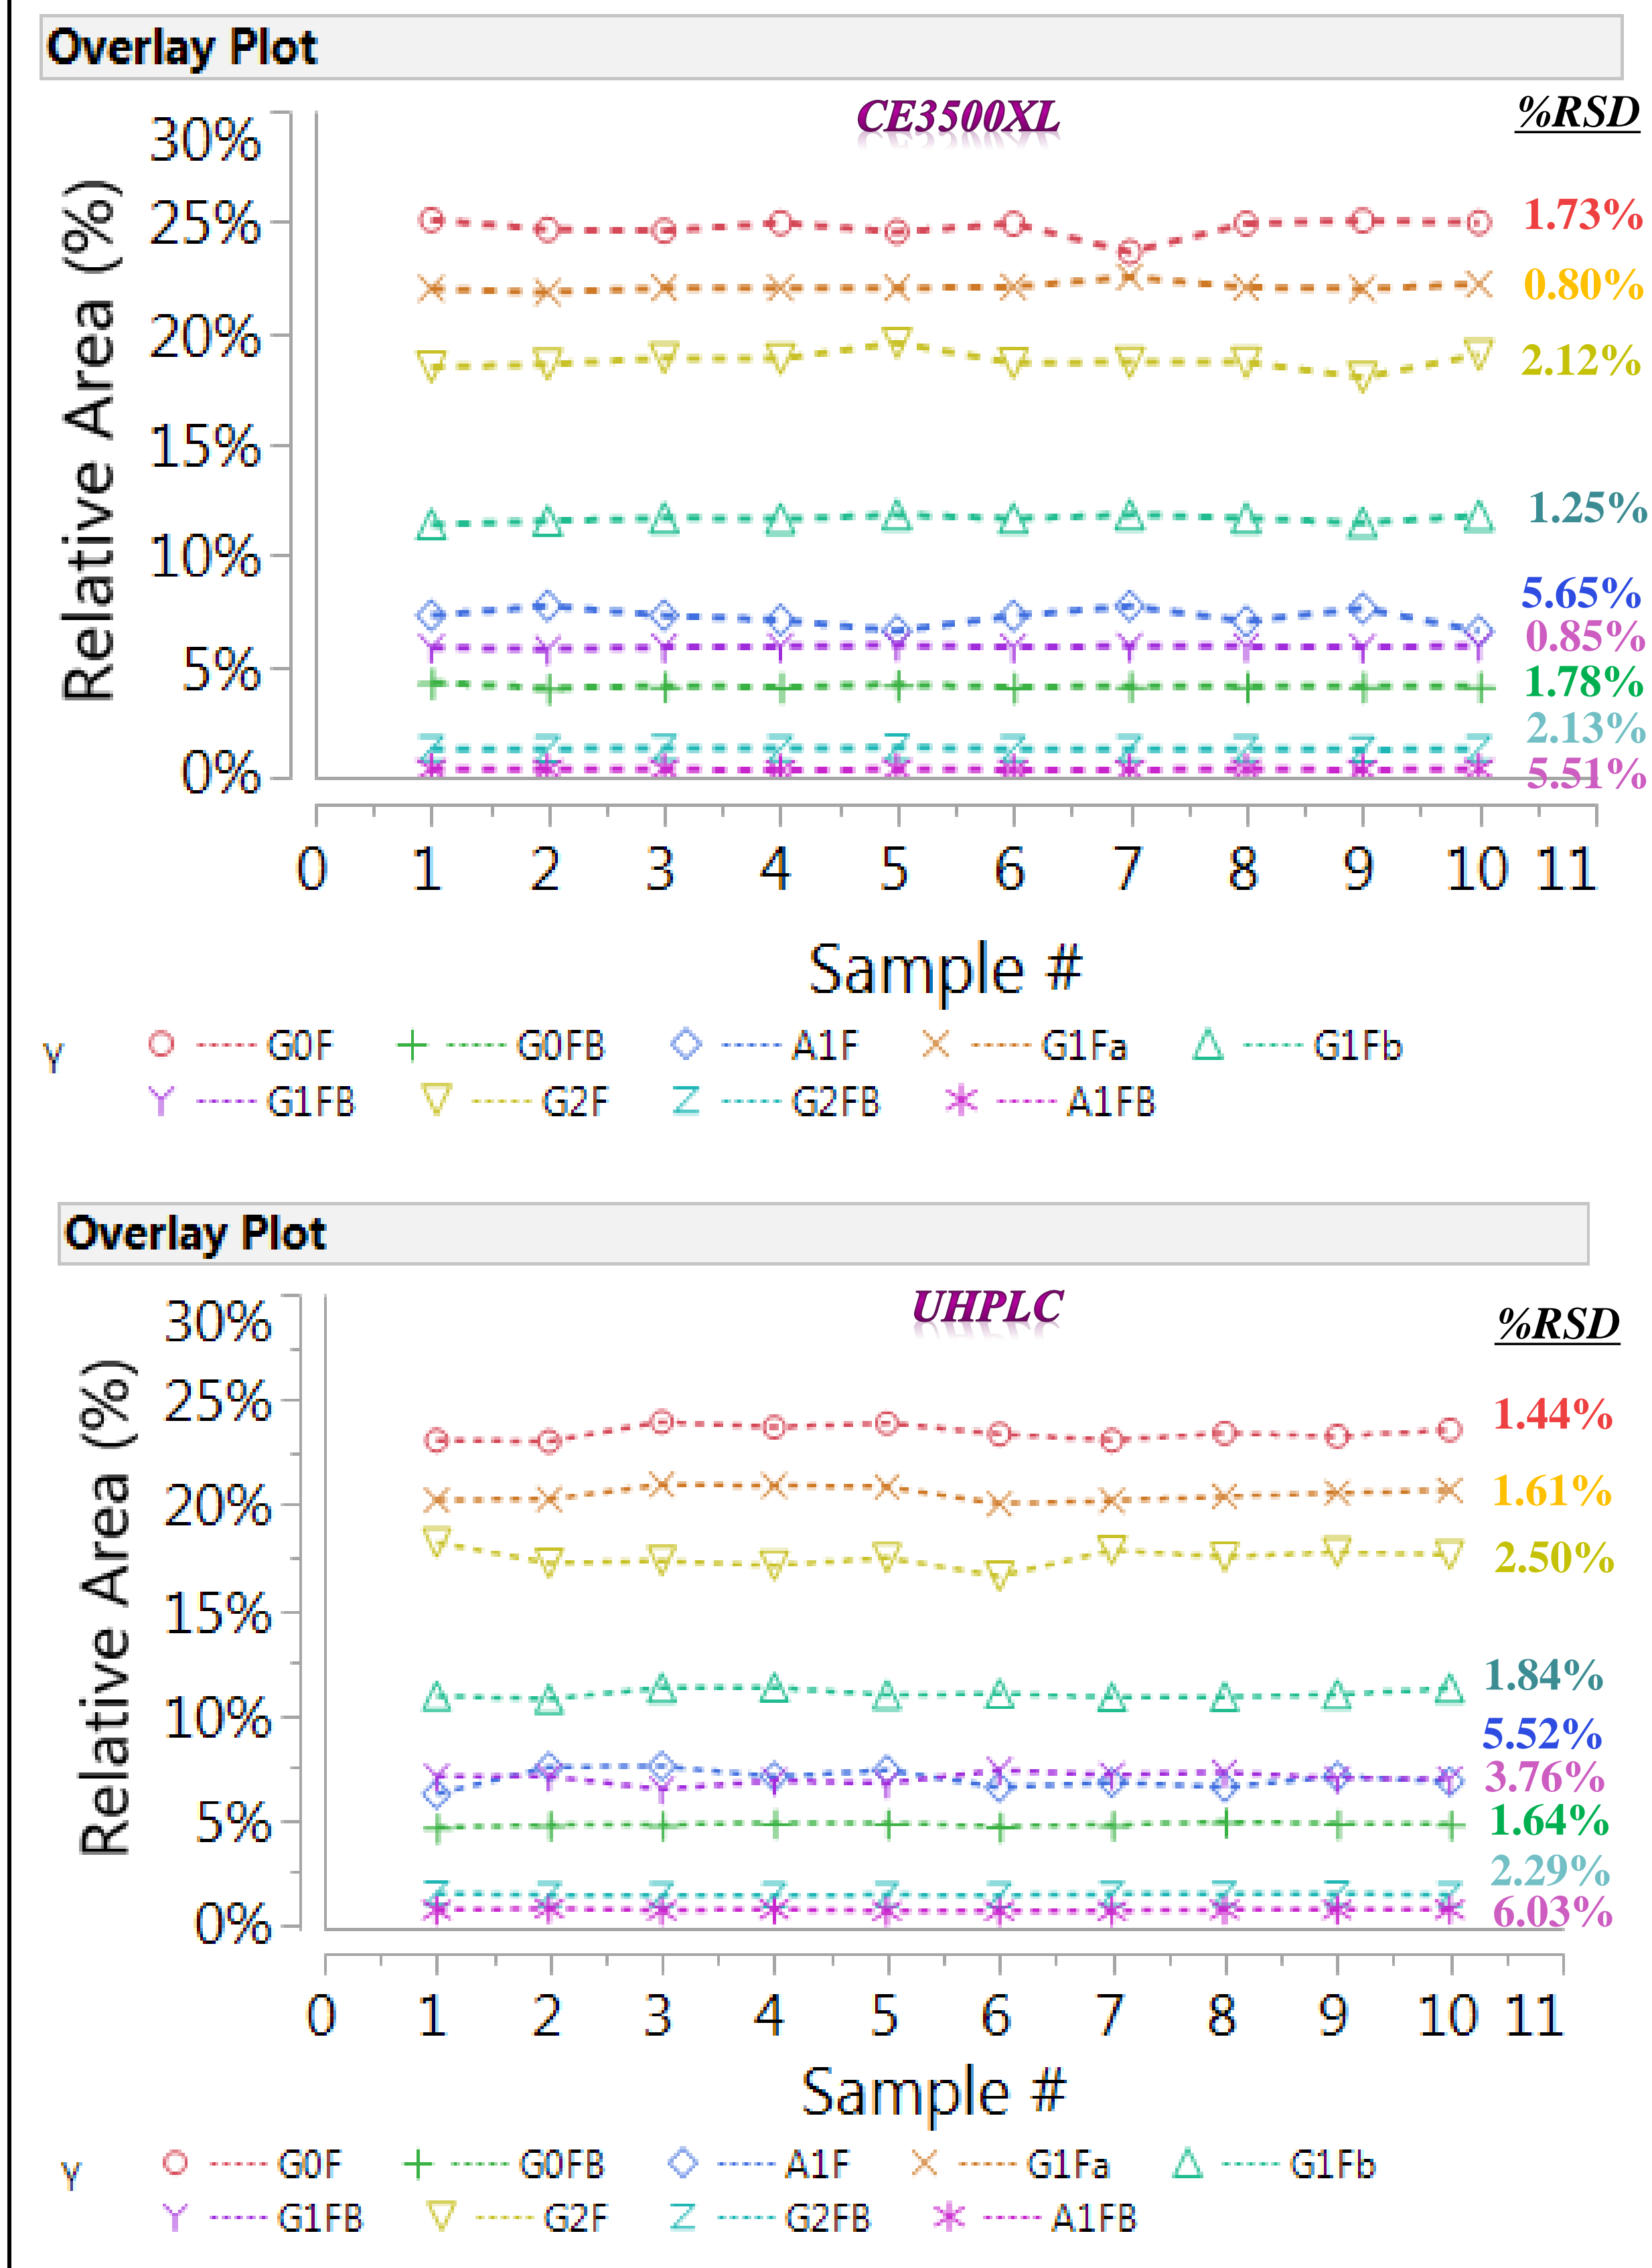 Overlay Plot
CE3500XL
%RSD
Relative Area (%)
30%
25%
20%
15%
10%
5%
0%
1.73%
0.80%
2.12%
1.25%
5.65%
0.85%
1.78%
2.13%
5.51%
0 1 2 3 4 5 6 7 8 9 10 11
Sample #
Y G0F G0FB A1F G1Fa G1Fb
G1FB G2F G2FB A1FB
Overlay Plot
UHPLC
%RSD
Relative Area (%)
30%
25%
20%
15%
10%
5%
0%
1.44%
1.61%
2.50%
1.84%
5.52%
3.76%
1.64%
2.29%
6.03%
0 1 2 3 4 5 6 7 8 9 10 11
Sample #
Y G0F G0FB A1F G1Fa G1Fb
G1FB G2F G2FB A1FB